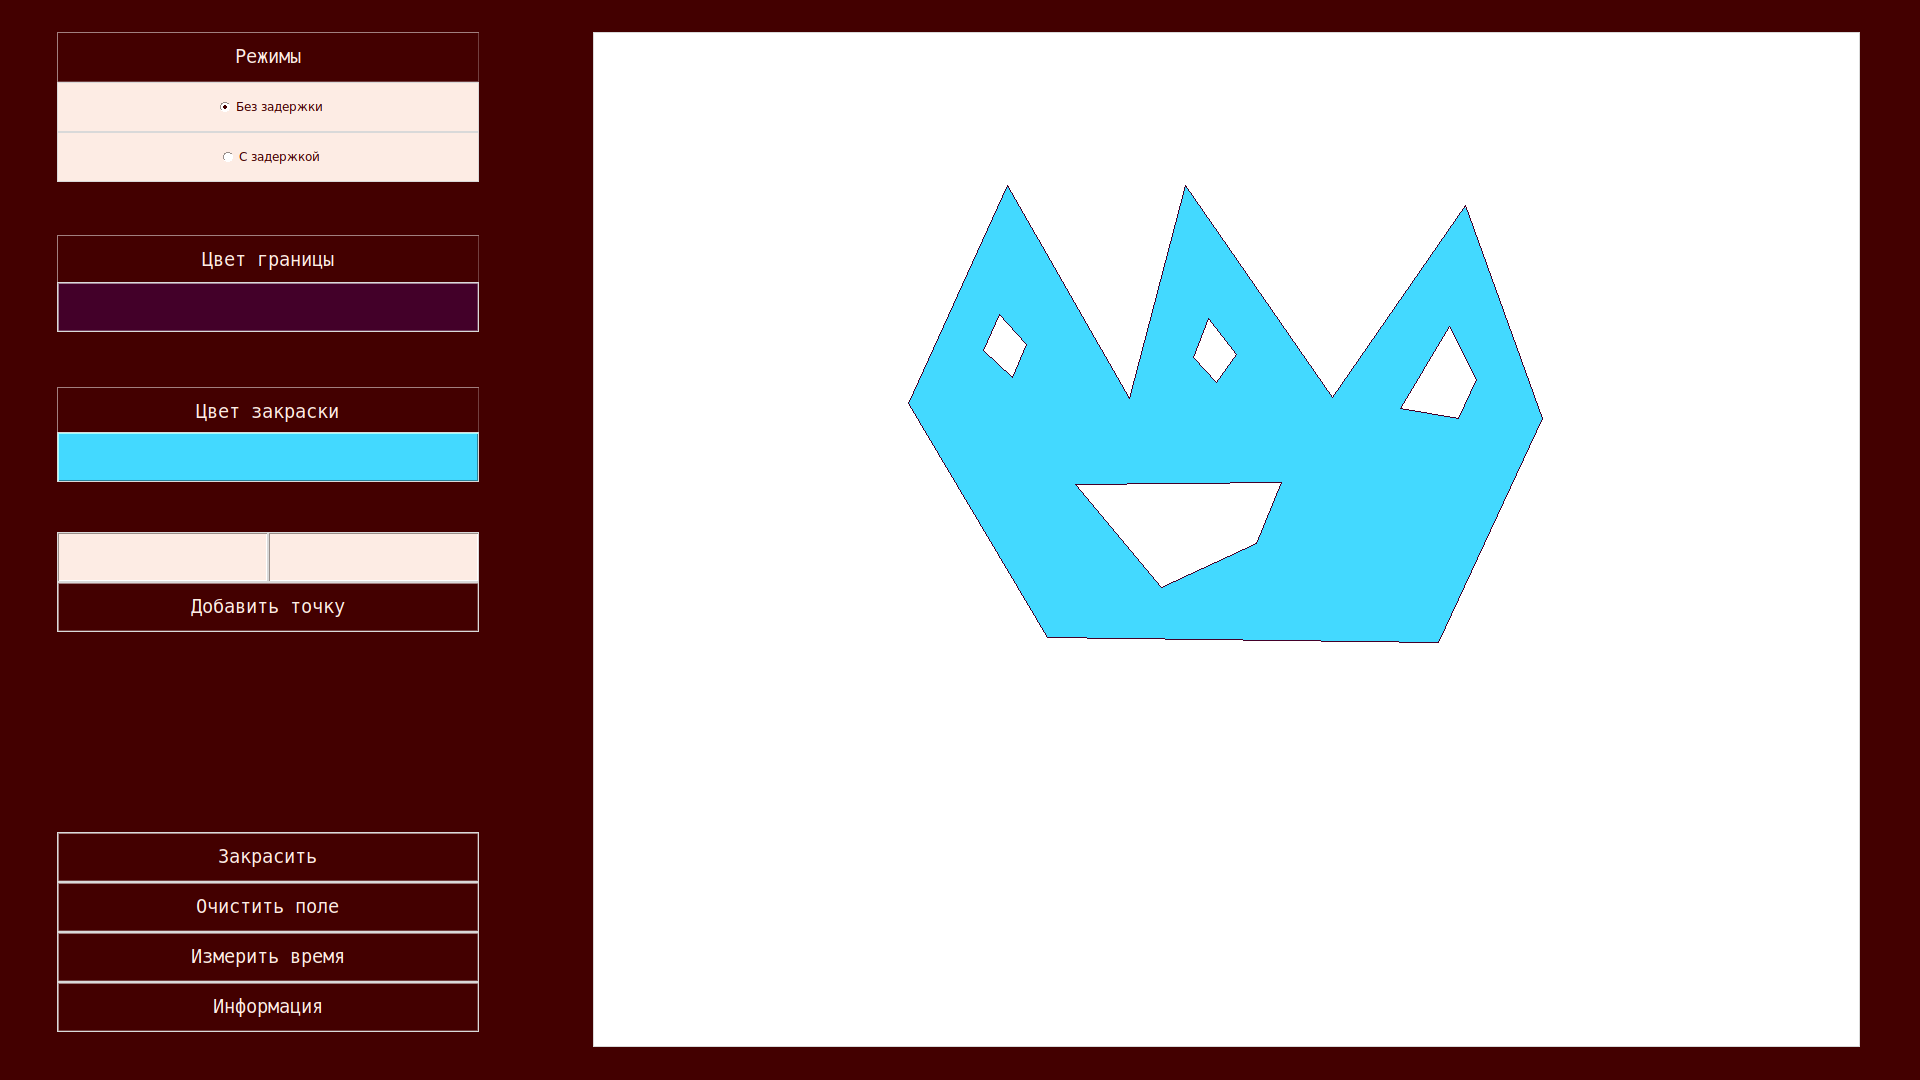 Режимы
Без задержки
С задержкой
Цвет границы
Цвет закраски
Добавить точку
Закрасить
Очистить поле
Измерить время
Информация